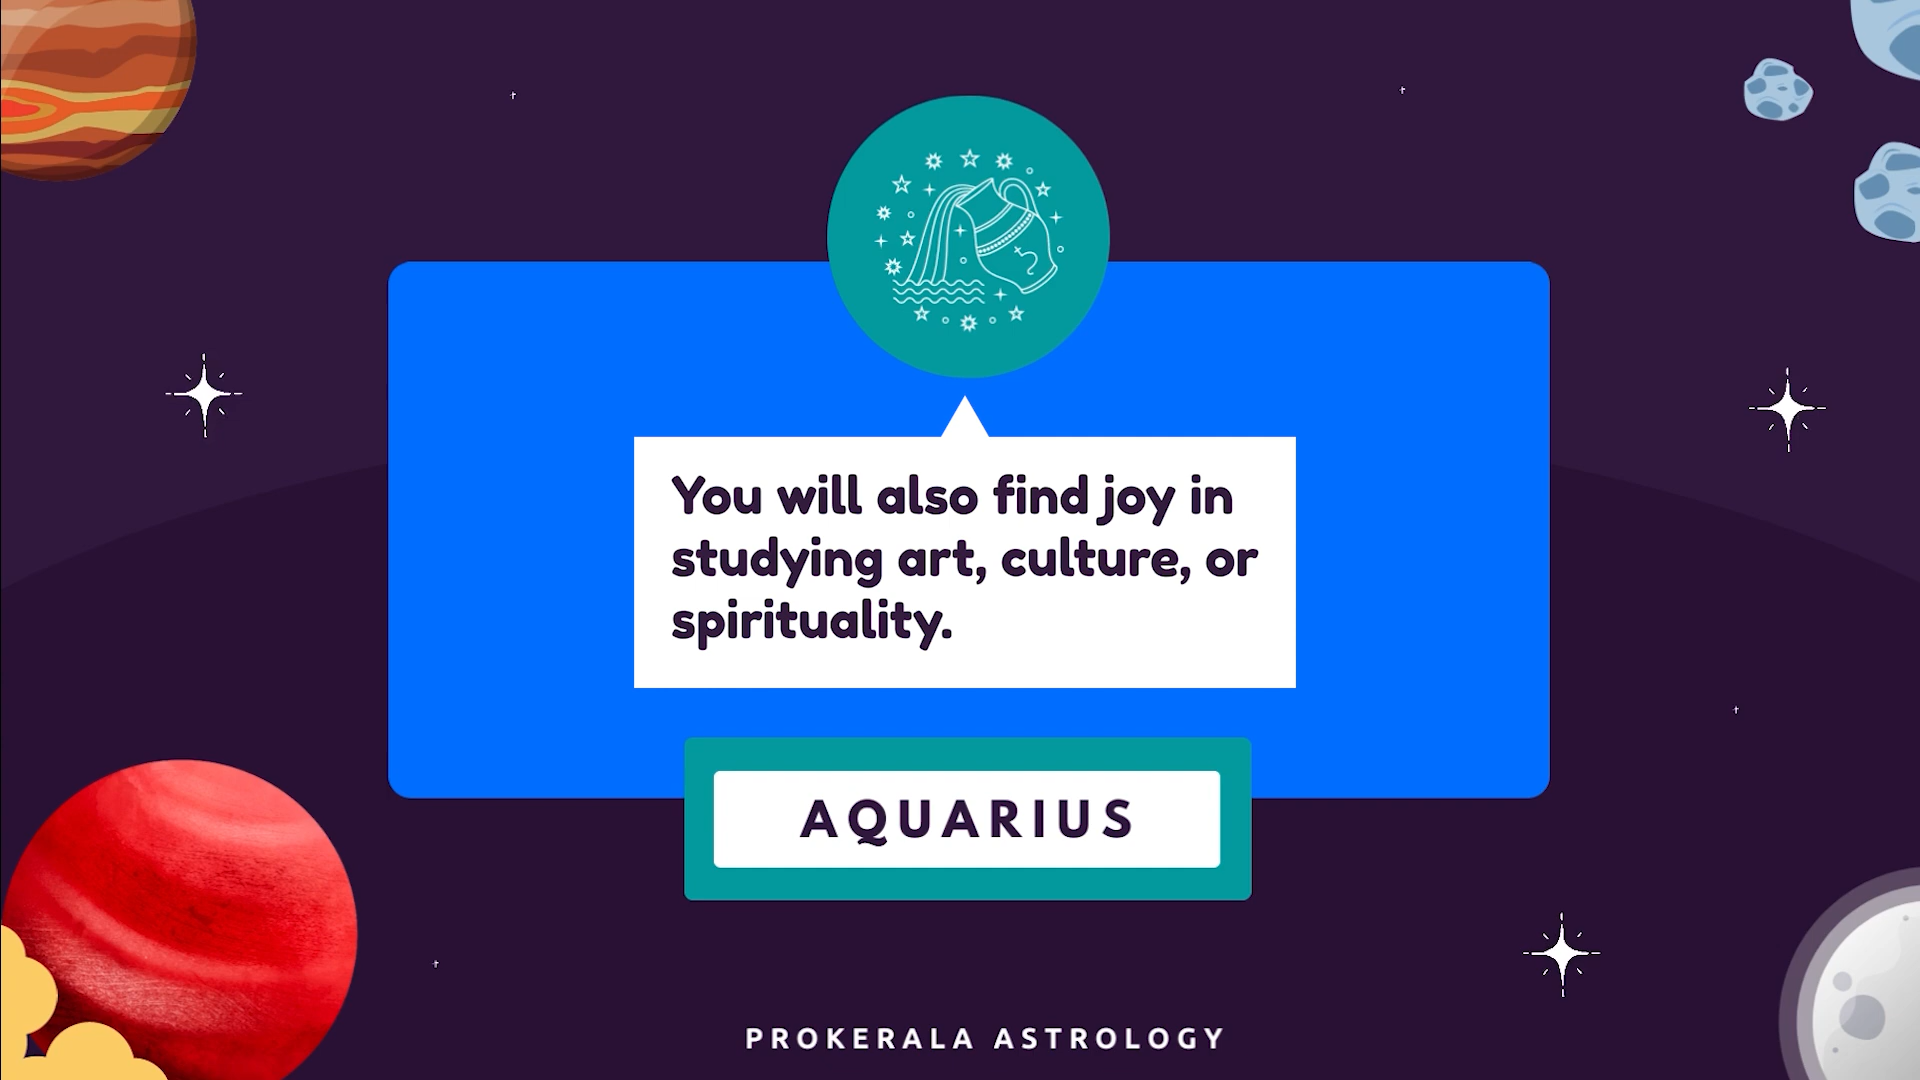 You will also find joy in
studying art, culture, or
spirituality.
AQUARIUS
PROKERALA ASTROLOGY